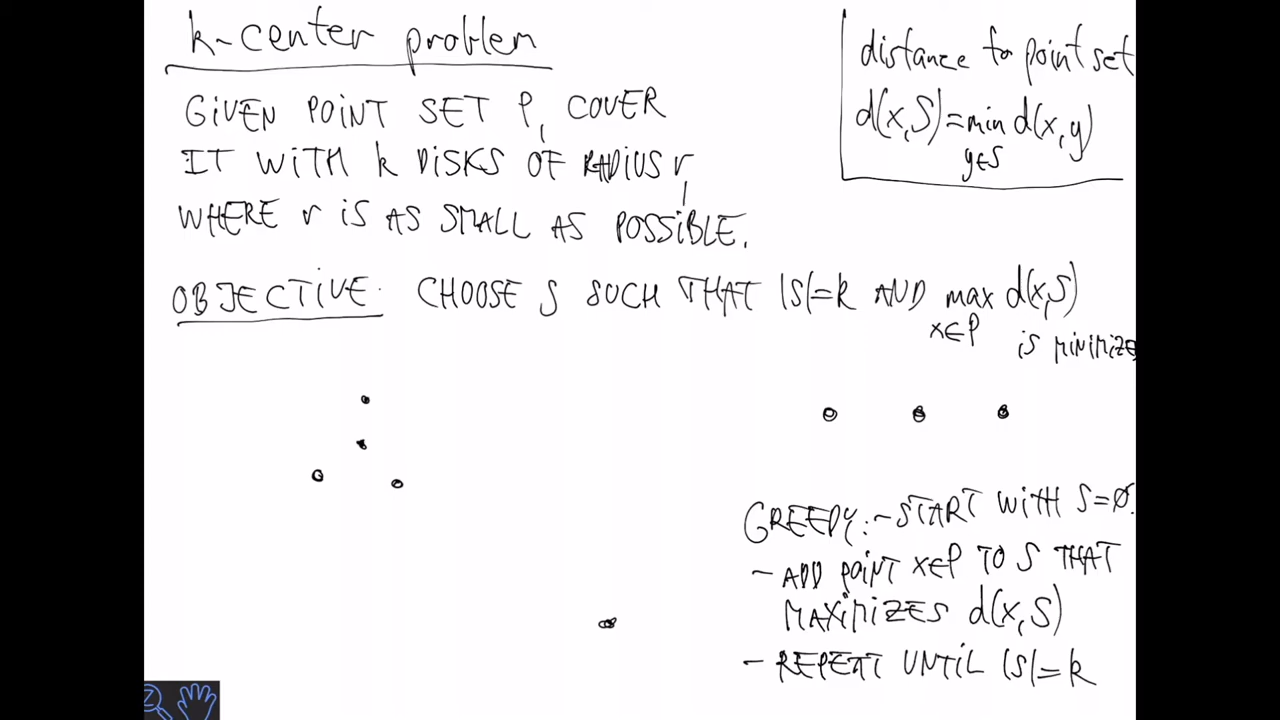 k-center problem
GIVEN POINT SET P, COVER
IT WITH k DISKS OF RADIUS r,
WHERE r IS AS SMALL AS POSSIBLE.
distance to point set
d(x,S)=min d(x,y)
y∈S
OBJECTIVE: CHOOSE S SUCH THAT |S|=k AND max d(x,S)
x∈P is MINIMIZE
GREEDY: - START WITH S=∅.
- ADD POINT x∈P TO S THAT
MAXIMIZES d(x,S)
- REPEAT UNTIL |S|=k